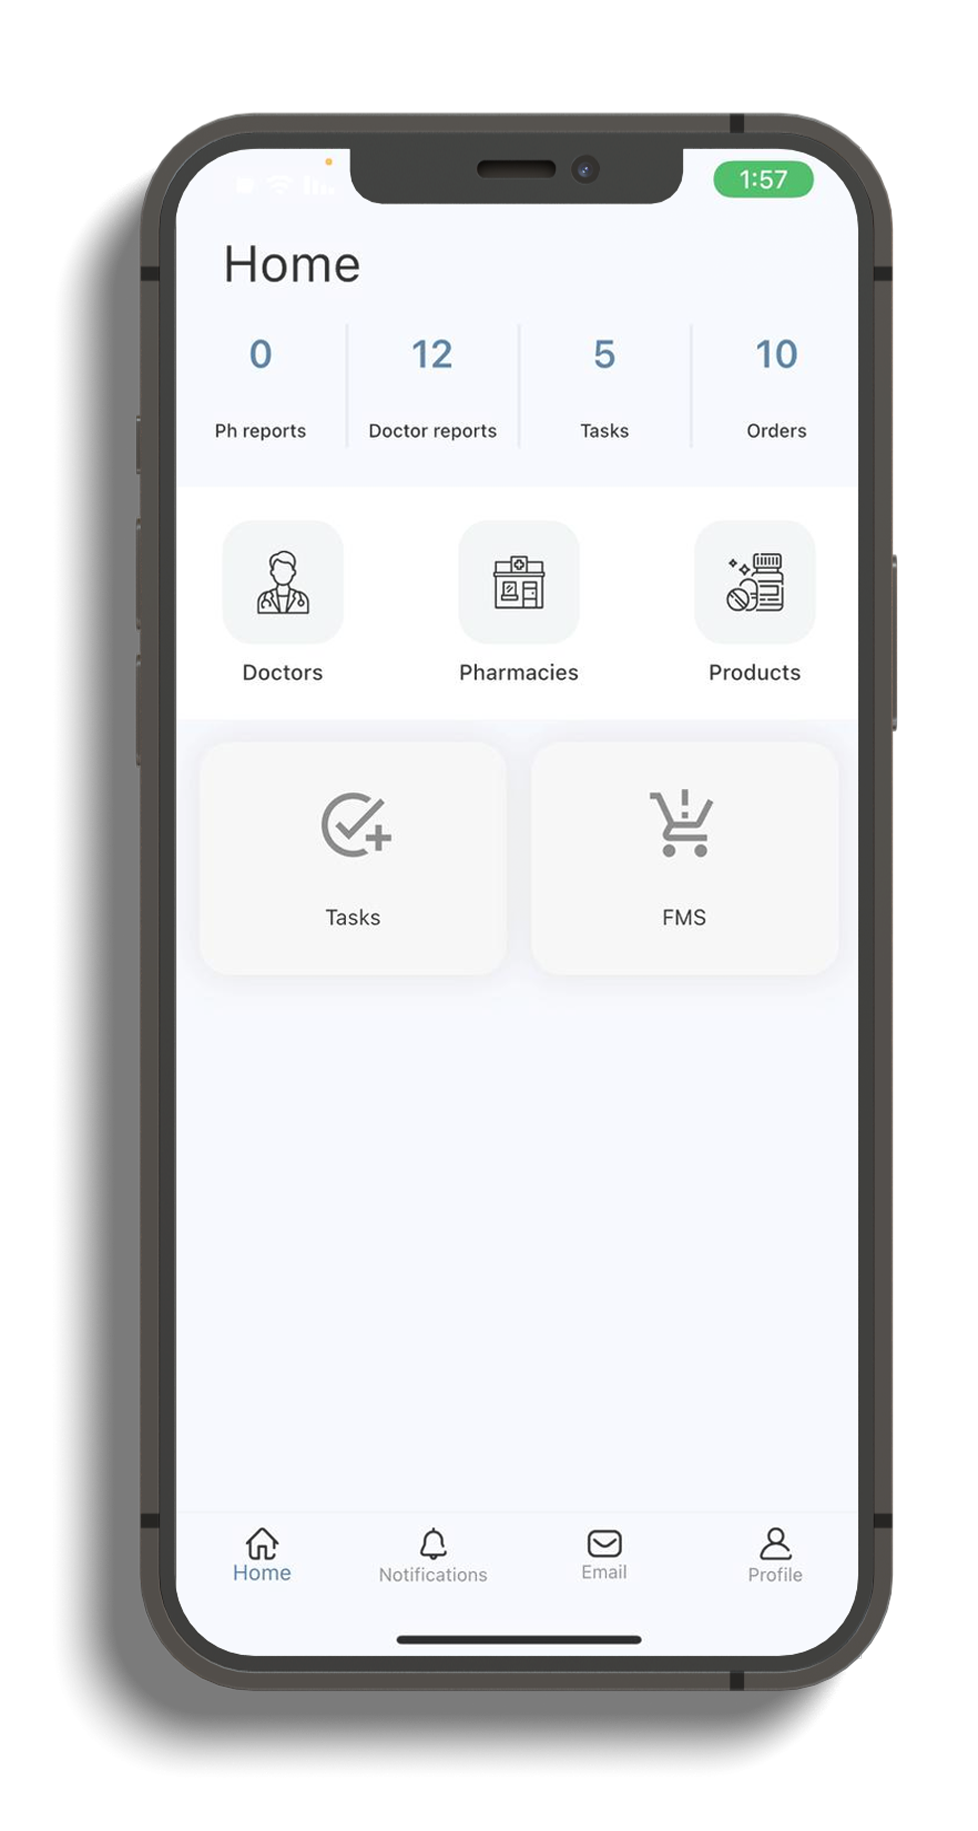 1:57
Home
0 12 5 10
Ph reports Doctor reports Tasks Orders
Doctors Pharmacies Products
Tasks FMS
Home Notifications Email Profile